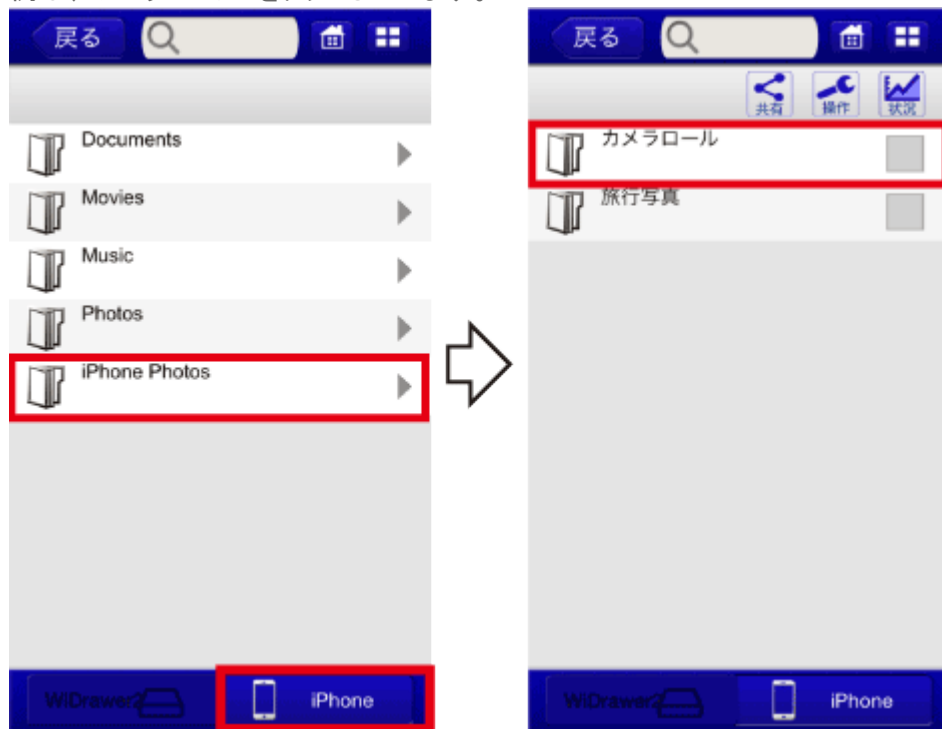 戻る
Documents
Movies
Music
Photos
iPhone Photos
WiDrawer2
iPhone
戻る
共有
操作
状況
カメラロール
旅行写真
WiDrawer2
iPhone